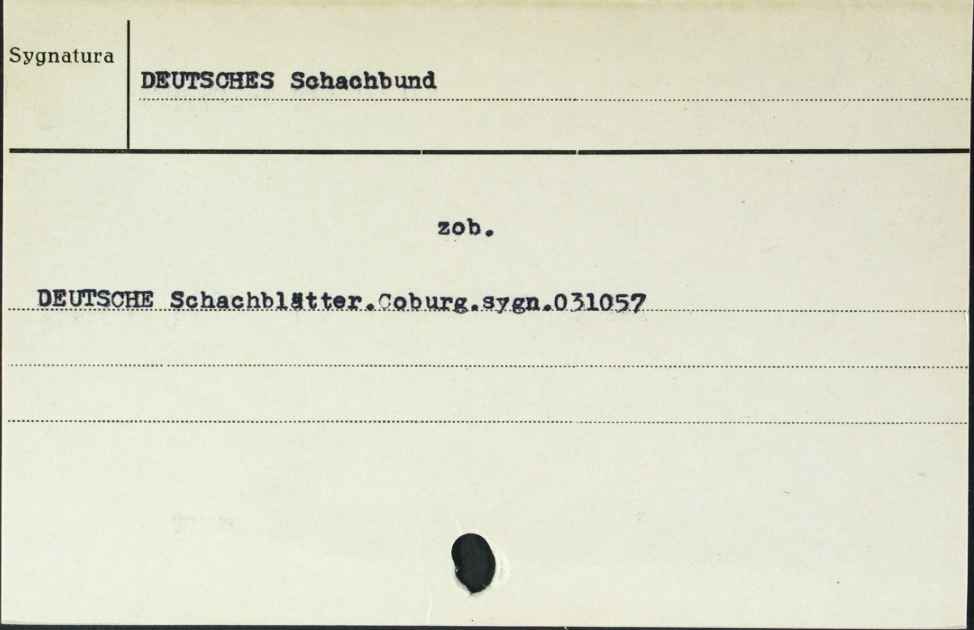 Sygnatura
DEUTSCHES Schachbund
zob.
DEUTSCHE Schachblätter.Coburg.sygn.031057